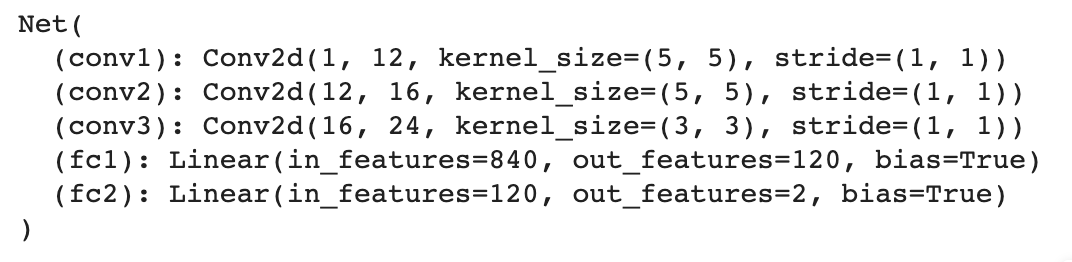 Net(
(conv1): Conv2d(1, 12, kernel_size=(5, 5), stride=(1, 1))
(conv2): Conv2d(12, 16, kernel_size=(5, 5), stride=(1, 1))
(conv3): Conv2d(16, 24, kernel_size=(3, 3), stride=(1, 1))
(fc1): Linear(in_features=840, out_features=120, bias=True)
(fc2): Linear(in_features=120, out_features=2, bias=True)
)